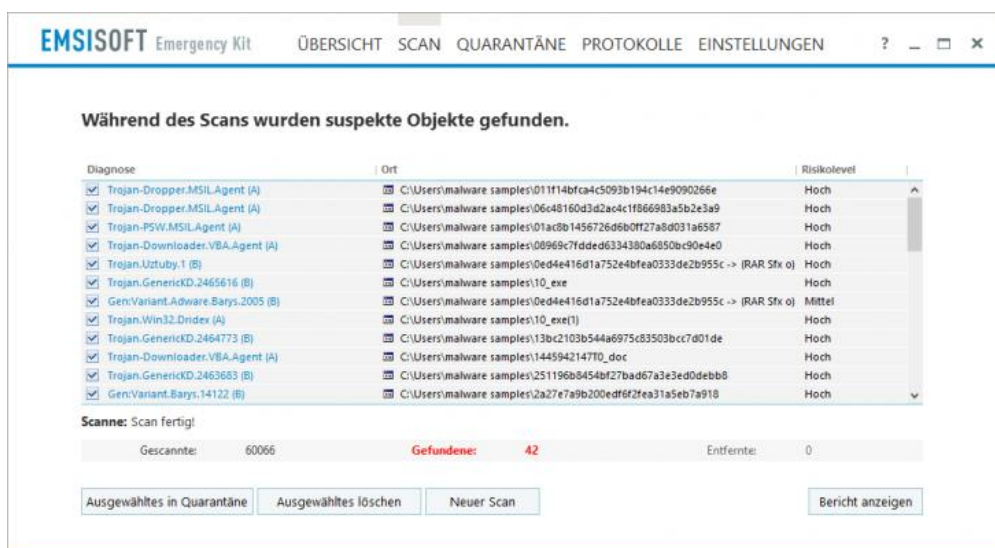 EMSISOFT Emergency Kit ÜBERSICHT SCAN QUARANTÄNE PROTOKOLLE EINSTELLUNGEN ?
Während des Scans wurden suspekte Objekte gefunden.
Diagnose Ort Risikolevel
Trojan-Dropper.MSIL.Agent (A) C:\Users\malware samples\011f14bfca4c5093b194c14e9090266e Hoch
Trojan-Dropper.MSIL.Agent (A) C:\Users\malware samples\06c48160d3d2ac4c1f866983a5b2e3a9 Hoch
Trojan-PSW.MSIL.Agent (A) C:\Users\malware samples\01ac8b1456726d6b0ff27a8d031a6587 Hoch
Trojan-Downloader.VBA.Agent (A) C:\Users\malware samples\08969c7fdded6334380a6850bc90e4e0 Hoch
Trojan.Uztuby.1 (B) C:\Users\malware samples\0ed4e416d1a752e4bfea0333de2b955c -> (RAR Sfx o) Hoch
Trojan.GenericKD.2465616 (B) C:\Users\malware samples\10_exe Hoch
Gen:Variant.Adware.Barys.2005 (B) C:\Users\malware samples\0ed4e416d1a752e4bfea0333de2b955c -> (RAR Sfx o) Mittel
Trojan.Win32.Dridex (A) C:\Users\malware samples\10_exe(1) Hoch
Trojan.GenericKD.2464773 (B) C:\Users\malware samples\13bc2103b544a6975c83503bcc7d01de Hoch
Trojan-Downloader.VBA.Agent (A) C:\Users\malware samples\1445942147T0_doc Hoch
Trojan.GenericKD.2463683 (B) C:\Users\malware samples\251196b8454bf27bad67a3e3ed0debb8 Hoch
Gen:Variant.Barys.14122 (B) C:\Users\malware samples\2a27e7a9b200edf6f2fea31a5eb7a918 Hoch
Scanne: Scan fertig!
Gescannte: 60066 Gefundene: 42 Entfernte: 0
Ausgewähltes in Quarantäne Ausgewähltes löschen Neuer Scan Bericht anzeigen